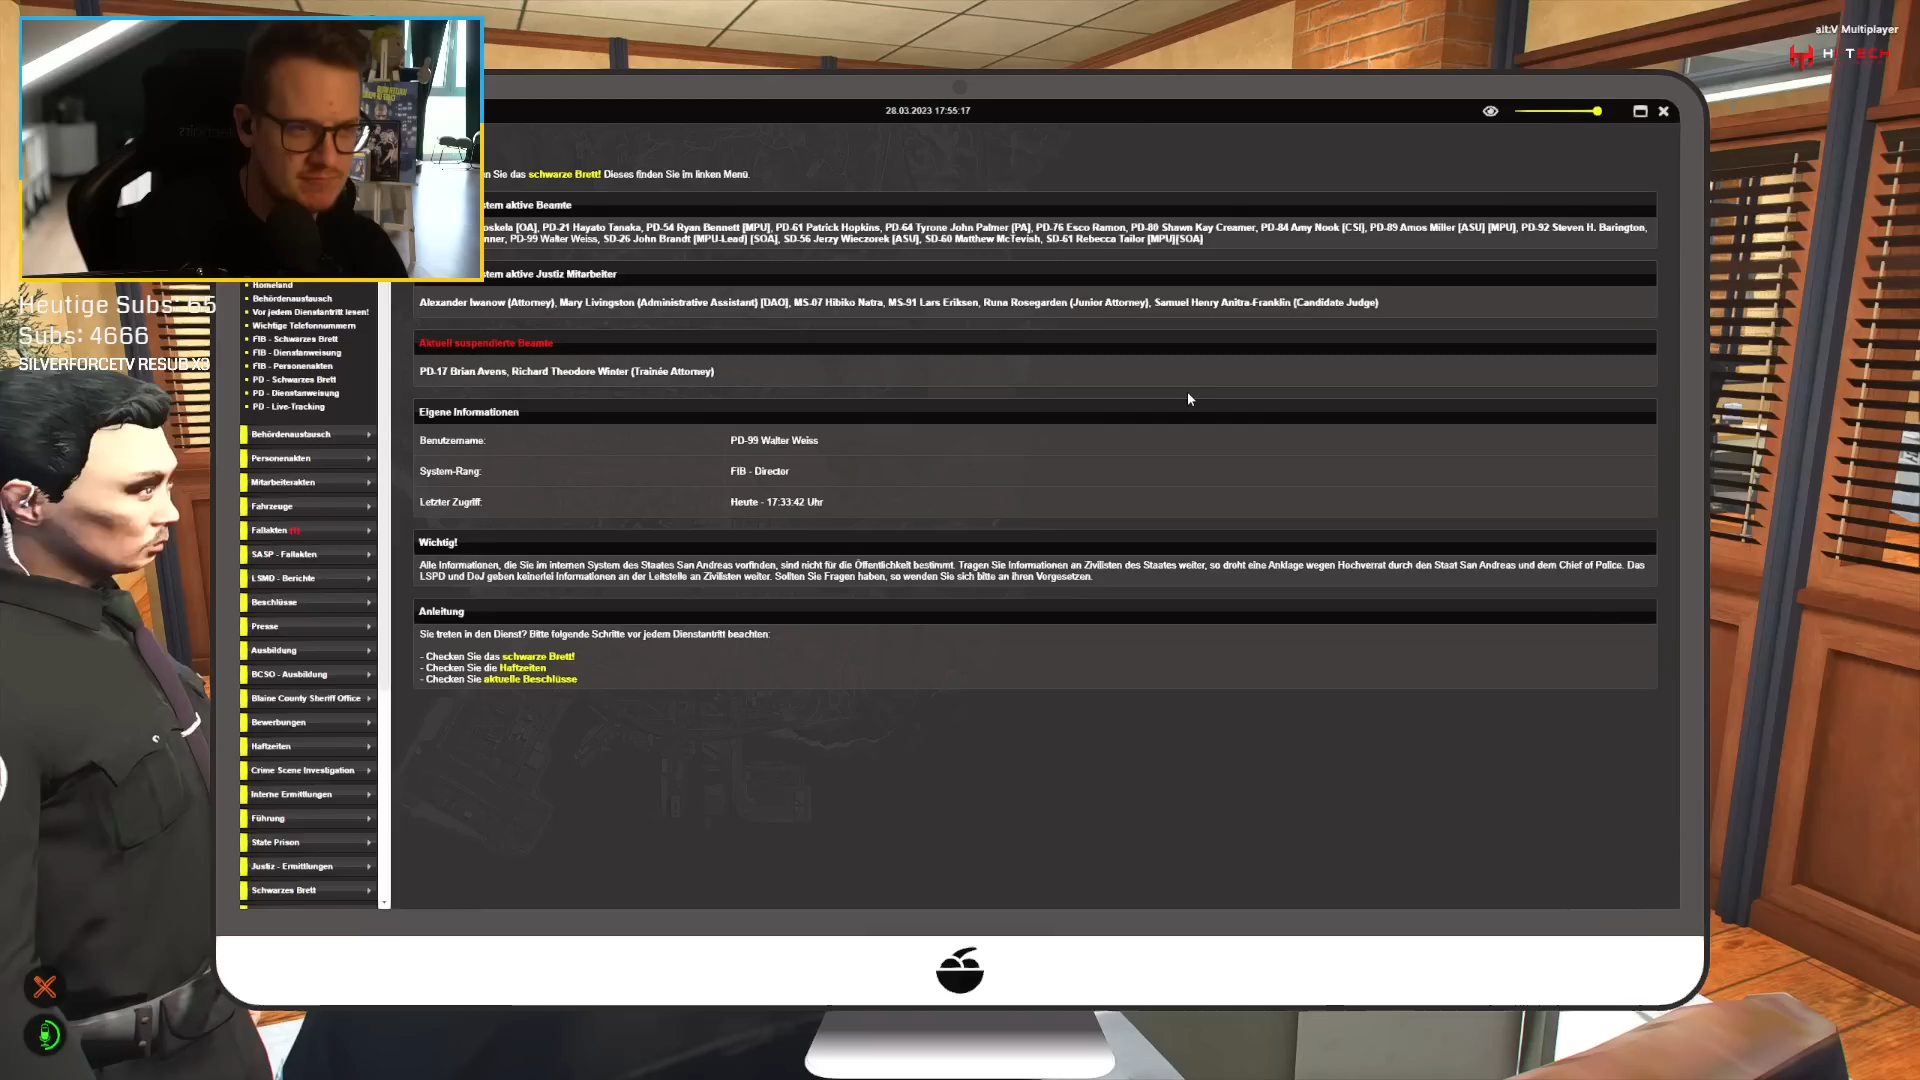 alt:V Multiplayer
28.03.2023 17:55:17
n Sie das schwarze Brett! Dieses finden Sie im linken Menü.
stem aktive Beamte
oskela [OA], PD-21 Hayato Tanaka, PD-54 Ryan Bennett [MPU], PD-61 Patrick Hopkins, PD-64 Tyrone John Palmer [PA], PD-76 Esco Ramon, PD-80 Shawn Kay Creamer, PD-84 Amy Nook [CSI], PD-89 Amos Miller [ASU] [MPU], PD-92 Steven H. Barington,
nner, PD-99 Walter Weiss, SD-26 John Brandt [MPU-Lead] [SOA], SD-56 Jerzy Wieczorek [ASU], SD-60 Matthew McTevish, SD-61 Rebecca Tailor [MPU][SOA]
stem aktive Justiz Mitarbeiter
Alexander Iwanow (Attorney), Mary Livingston (Administrative Assistant) [DAO], MS-07 Hibiko Natra, MS-91 Lars Eriksen, Runa Rosegarden (Junior Attorney), Samuel Henry Anitra-Franklin (Candidate Judge)
Aktuell suspendierte Beamte
PD-17 Brian Avens, Richard Theodore Winter (Trainée Attorney)
Eigene Informationen
Benutzername: PD-99 Walter Weiss
System-Rang: FIB - Director
Letzter Zugriff: Heute - 17:33:42 Uhr
Wichtig!
Alle Informationen, die Sie im internen System des Staates San Andreas vorfinden, sind nicht für die Öffentlichkeit bestimmt. Tragen Sie Informationen an Zivilisten des Staates weiter, so droht eine Anklage wegen Hochverrat durch den Staat San Andreas und dem Chief of Police. Das
LSPD und DoJ geben keinerlei Informationen an der Leitstelle an Zivilisten weiter. Sollten Sie Fragen haben, so wenden Sie sich bitte an ihren Vorgesetzen.
Anleitung
Sie treten in den Dienst? Bitte folgende Schritte vor jedem Dienstantritt beachten:
- Checken Sie das schwarze Brett!
- Checken Sie die Haftzeiten
- Checken Sie aktuelle Beschlüsse
Heutige Subs: 65
Subs: 4666
SILVERFORCETV RESUB X3
Homeland
Behördenaustausch
Vor jedem Dienstantritt lesen!
Wichtige Telefonnummern
FIB - Schwarzes Brett
FIB - Dienstanweisung
FIB - Personenakten
PD - Schwarzes Brett
PD - Dienstanweisung
PD - Live-Tracking
Behördenaustausch
Personenakten
Mitarbeiterakten
Fahrzeuge
Fallakten (1)
SASP - Fallakten
LSMD - Berichte
Beschlüsse
Presse
Ausbildung
BCSO - Ausbildung
Blaine County Sheriff Office
Bewerbungen
Haftzeiten
Crime Scene Investigation
Interne Ermittlungen
Führung
State Prison
Justiz - Ermittlungen
Schwarzes Brett